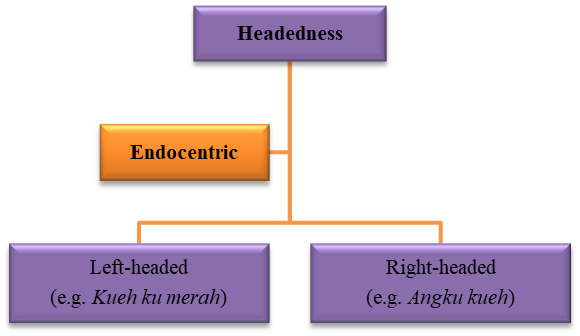 Headedness
Endocentric
Left-headed
(e.g. Kueh ku merah)
Right-headed
(e.g. Angku kueh)